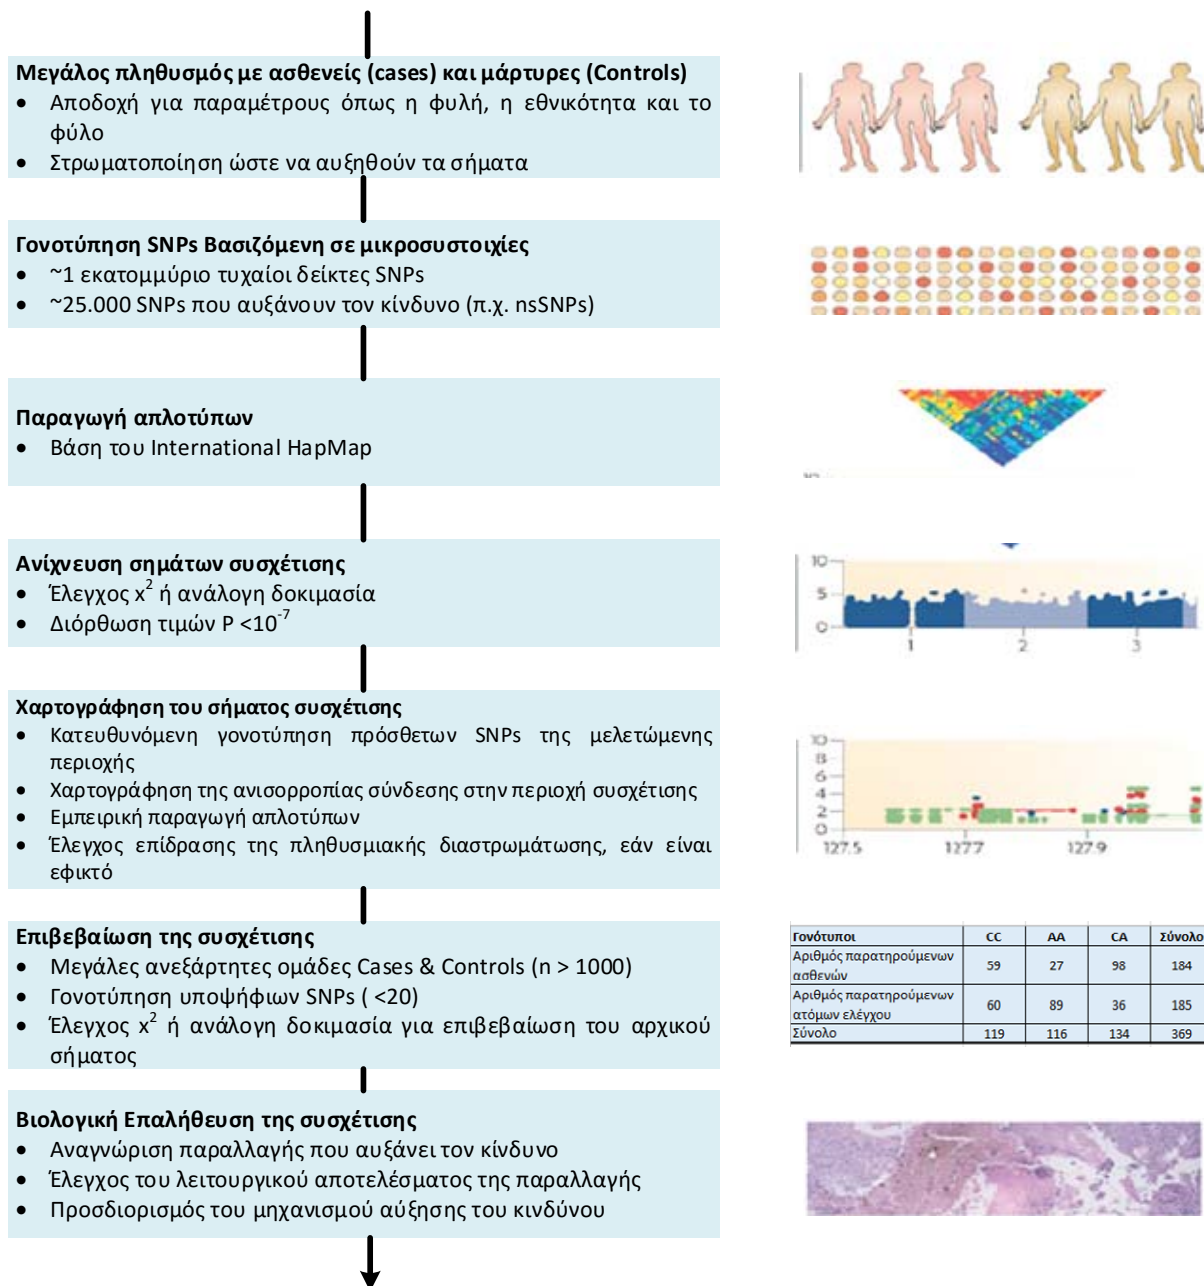 Μεγάλος πληθυσμός με ασθενείς (cases) και μάρτυρες (Controls)
• Αποδοχή για παραμέτρους όπως η φυλή, η εθνικότητα και το
φύλο
• Στρωματοποίηση ώστε να αυξηθούν τα σήματα
Γονοτύπηση SNPs Βασιζόμενη σε μικροσυστοιχίες
• ~1 εκατομμύριο τυχαίοι δείκτες SNPs
• ~25.000 SNPs που αυξάνουν τον κίνδυνο (π.χ. nsSNPs)
Παραγωγή απλοτύπων
• Βάση του International HapMap
Ανίχνευση σημάτων συσχέτισης
• Έλεγχος x² ή ανάλογη δοκιμασία
• Διόρθωση τιμών P <10⁻⁷
10
5
0
1 2 3
Χαρτογράφηση του σήματος συσχέτισης
• Κατευθυνόμενη γονοτύπηση πρόσθετων SNPs της μελετώμενης
περιοχής
• Χαρτογράφηση της ανισορροπίας σύνδεσης στην περιοχή συσχέτισης
• Εμπειρική παραγωγή απλοτύπων
• Έλεγχος επίδρασης της πληθυσμιακής διαστρωμάτωσης, εάν είναι
εφικτό
10
8
6
4
2
0
127.5 127.7 127.9
Επιβεβαίωση της συσχέτισης
• Μεγάλες ανεξάρτητες ομάδες Cases & Controls (n > 1000)
• Γονοτύπηση υποψήφιων SNPs ( <20)
• Έλεγχος x² ή ανάλογη δοκιμασία για επιβεβαίωση του αρχικού
σήματος
Γονότυποι CC AA CA Σύνολο
Αριθμός παρατηρούμενων
ασθενών 59 27 98 184
Αριθμός παρατηρούμενων
ατόμων ελέγχου 60 89 36 185
Σύνολο 119 116 134 369
Βιολογική Επαλήθευση της συσχέτισης
• Αναγνώριση παραλλαγής που αυξάνει τον κίνδυνο
• Έλεγχος του λειτουργικού αποτελέσματος της παραλλαγής
• Προσδιορισμός του μηχανισμού αύξησης του κινδύνου